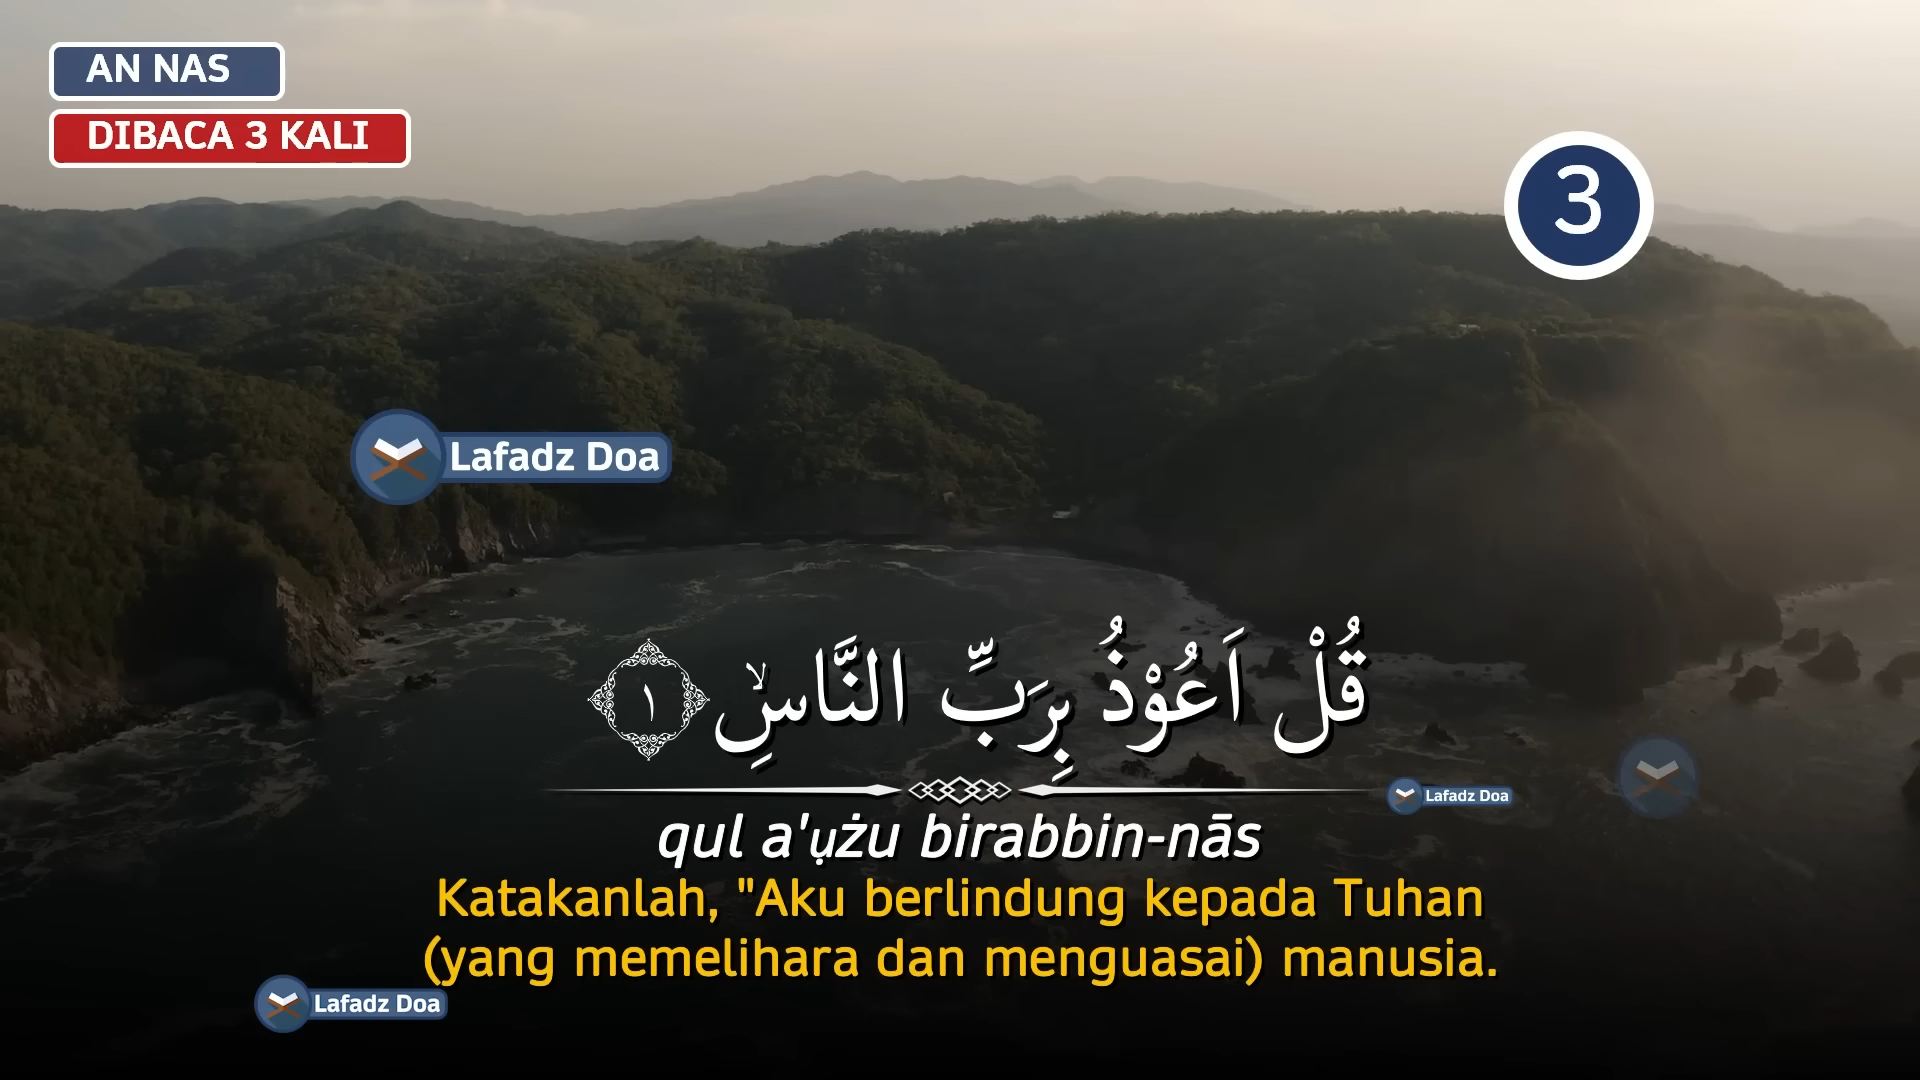 AN NAS
DIBACA 3 KALI
3
Lafadz Doa
قُلْ اَعُوْذُ بِرَبِّ النَّاسِۙ ١
Lafadz Doa
qul a'ụżu birabbin-nās
Katakanlah, "Aku berlindung kepada Tuhan
(yang memelihara dan menguasai) manusia.
Lafadz Doa